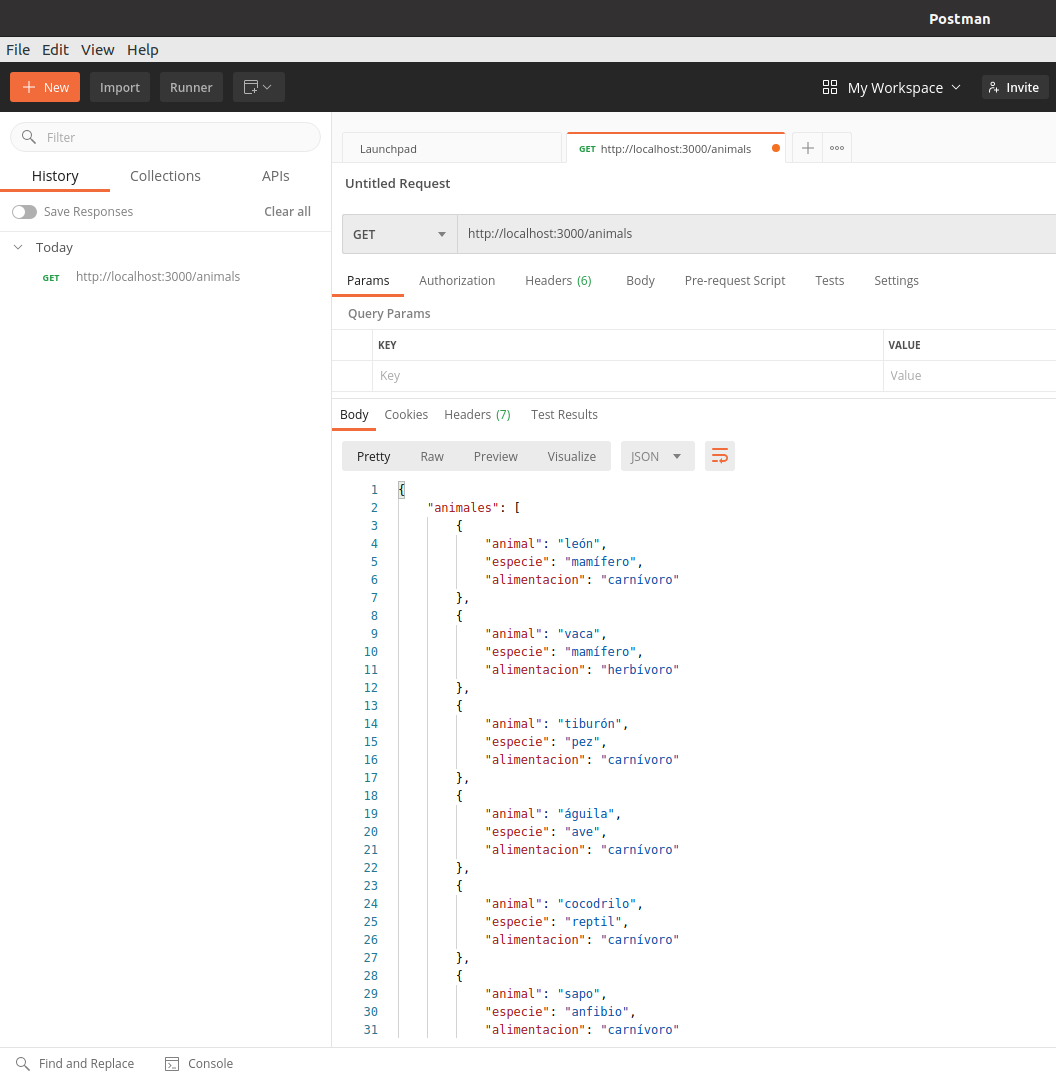 Postman
File Edit View Help
New Import Runner
My Workspace Invite
Filter
History Collections APIs
Save Responses Clear all
Today
GET http://localhost:3000/animals
Launchpad
GET http://localhost:3000/animals
Untitled Request
GET http://localhost:3000/animals
Params Authorization Headers (6) Body Pre-request Script Tests Settings
Query Params
KEY VALUE
Key Value
Body Cookies Headers (7) Test Results
Pretty Raw Preview Visualize JSON
1 {
2 "animales": [
3 {
4 "animal": "león",
5 "especie": "mamífero",
6 "alimentacion": "carnívoro"
7 },
8 {
9 "animal": "vaca",
10 "especie": "mamífero",
11 "alimentacion": "herbívoro"
12 },
13 {
14 "animal": "tiburón",
15 "especie": "pez",
16 "alimentacion": "carnívoro"
17 },
18 {
19 "animal": "águila",
20 "especie": "ave",
21 "alimentacion": "carnívoro"
22 },
23 {
24 "animal": "cocodrilo",
25 "especie": "reptil",
26 "alimentacion": "carnívoro"
27 },
28 {
29 "animal": "sapo",
30 "especie": "anfibio",
31 "alimentacion": "carnívoro"
Find and Replace Console